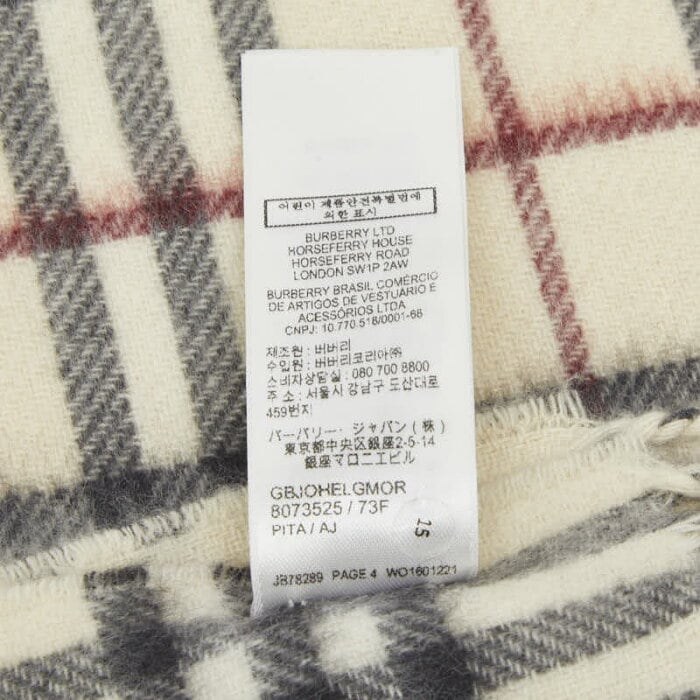 어린이 제품안전특별법에
의한 표시
BURBERRY LTD
HORSEFERRY HOUSE
HORSEFERRY ROAD
LONDON SW1P 2AW
BURBERRY BRASIL COMÉRCIO
DE ARTIGOS DE VESTUÁRIO E
ACESSÓRIOS LTDA
CNPJ: 10.770.518/0001-66
제조원 : 버버리
수입원 : 버버리코리아㈜
소비자상담실 : 080 700 8800
주소 : 서울시 강남구 도산대로
459번지
バーバリー・ジャパン(株)
東京都中央区銀座2-5-14
銀座マロニエビル
GBJOHELGMOR
8073525 / 73F
PITA / AJ
15
JB78289 PAGE 4 WO1601221